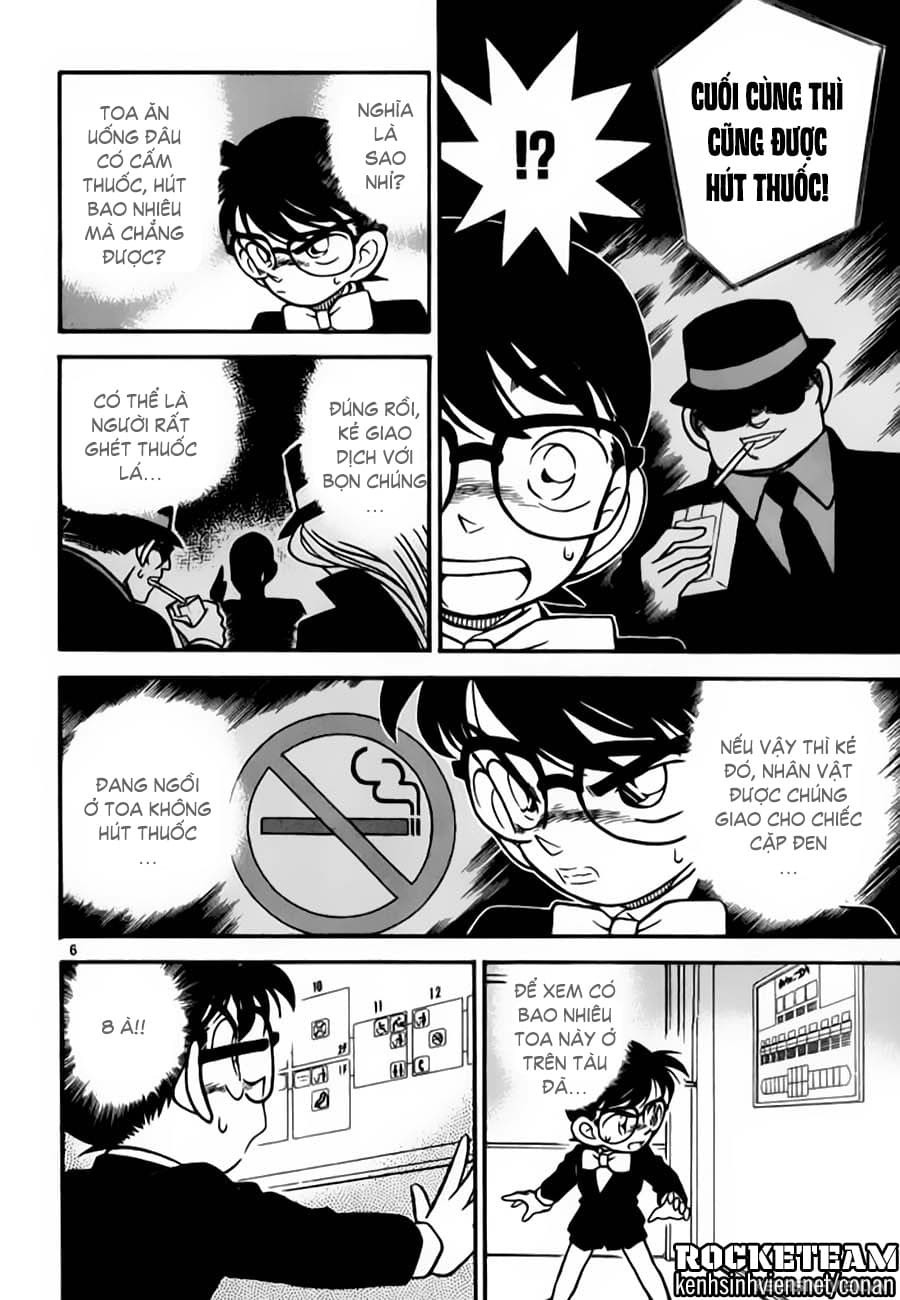 CUỐI CÙNG THÌ
CŨNG ĐƯỢC
HÚT THUỐC!
!?
NGHĨA
LÀ
SAO
NHỈ?
TOA ĂN
UỐNG ĐÂU
CÓ CẤM
THUỐC, HÚT
BAO NHIÊU
MÀ CHẲNG
ĐƯỢC?
ĐÚNG RỒI,
KẺ GIAO
DỊCH VỚI
BỌN CHÚNG
...
CÓ THỂ LÀ
NGƯỜI RẤT
GHÉT THUỐC
LÁ...
NẾU VẬY THÌ KẺ
ĐÓ, NHÂN VẬT
ĐƯỢC CHÚNG
GIAO CHO CHIẾC
CẶP ĐEN
...
ĐANG NGỒI
Ở TOA KHÔNG
HÚT THUỐC
...
6
ĐỂ XEM CÓ
BAO NHIÊU
TOA NÀY Ở
TRÊN TÀU
ĐÃ...
8 À!!
10
11
12
2F
1F
ROCKETEAM
kenhsinhvien.net/conan